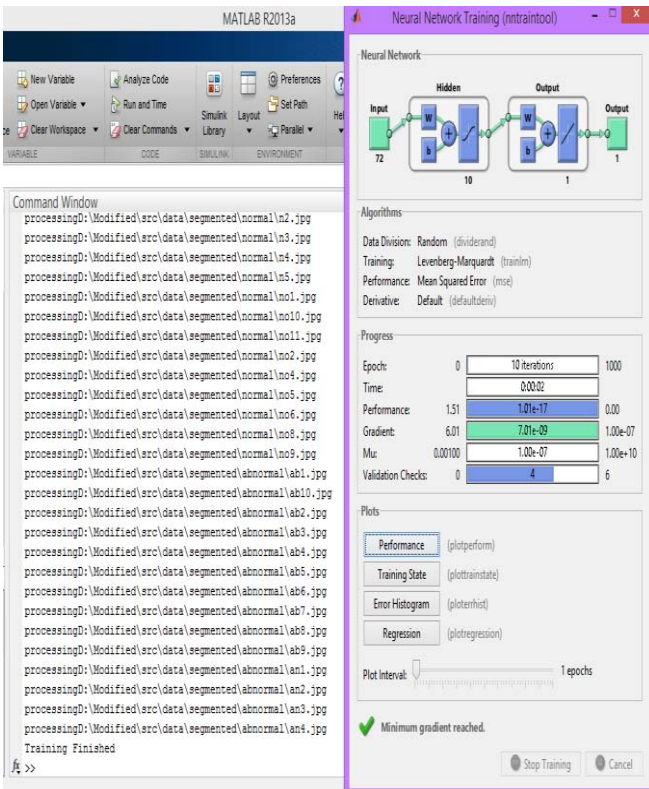 MATLAB R2013a
New Variable
Open Variable
Clear Workspace
VARIABLE
Analyze Code
Run and Time
Clear Commands
CODE
Simulink
Library
SIMULINK
Layout
Preferences
Set Path
Parallel
ENVIRONMENT
?
Hel
Command Window
processingD:\Modified\src\data\segmented\normal\n2.jpg
processingD:\Modified\src\data\segmented\normal\n3.jpg
processingD:\Modified\src\data\segmented\normal\n4.jpg
processingD:\Modified\src\data\segmented\normal\n5.jpg
processingD:\Modified\src\data\segmented\normal\no1.jpg
processingD:\Modified\src\data\segmented\normal\no10.jpg
processingD:\Modified\src\data\segmented\normal\no11.jpg
processingD:\Modified\src\data\segmented\normal\no2.jpg
processingD:\Modified\src\data\segmented\normal\no4.jpg
processingD:\Modified\src\data\segmented\normal\no5.jpg
processingD:\Modified\src\data\segmented\normal\no6.jpg
processingD:\Modified\src\data\segmented\normal\no8.jpg
processingD:\Modified\src\data\segmented\normal\no9.jpg
processingD:\Modified\src\data\segmented\abnormal\ab1.jpg
processingD:\Modified\src\data\segmented\abnormal\ab10.jpg
processingD:\Modified\src\data\segmented\abnormal\ab2.jpg
processingD:\Modified\src\data\segmented\abnormal\ab3.jpg
processingD:\Modified\src\data\segmented\abnormal\ab4.jpg
processingD:\Modified\src\data\segmented\abnormal\ab5.jpg
processingD:\Modified\src\data\segmented\abnormal\ab6.jpg
processingD:\Modified\src\data\segmented\abnormal\ab7.jpg
processingD:\Modified\src\data\segmented\abnormal\ab8.jpg
processingD:\Modified\src\data\segmented\abnormal\ab9.jpg
processingD:\Modified\src\data\segmented\abnormal\an1.jpg
processingD:\Modified\src\data\segmented\abnormal\an2.jpg
processingD:\Modified\src\data\segmented\abnormal\an3.jpg
processingD:\Modified\src\data\segmented\abnormal\an4.jpg
Training Finished
fx >>
Neural Network Training (nntraintool)
Neural Network
Hidden Output
Input W b + W b + Output
72 10 1 1
Algorithms
Data Division: Random (dividerand)
Training: Levenberg-Marquardt (trainlm)
Performance: Mean Squared Error (mse)
Derivative: Default (defaultderiv)
Progress
Epoch: 0 10 iterations 1000
Time: 0:00:02
Performance: 1.51 1.01e-17 0.00
Gradient: 6.01 7.01e-09 1.00e-07
Mu: 0.00100 1.00e-07 1.00e+10
Validation Checks: 0 4 6
Plots
Performance (plotperform)
Training State (plottrainstate)
Error Histogram (ploterrhist)
Regression (plotregression)
Plot Interval: 1 epochs
Minimum gradient reached.
Stop Training Cancel